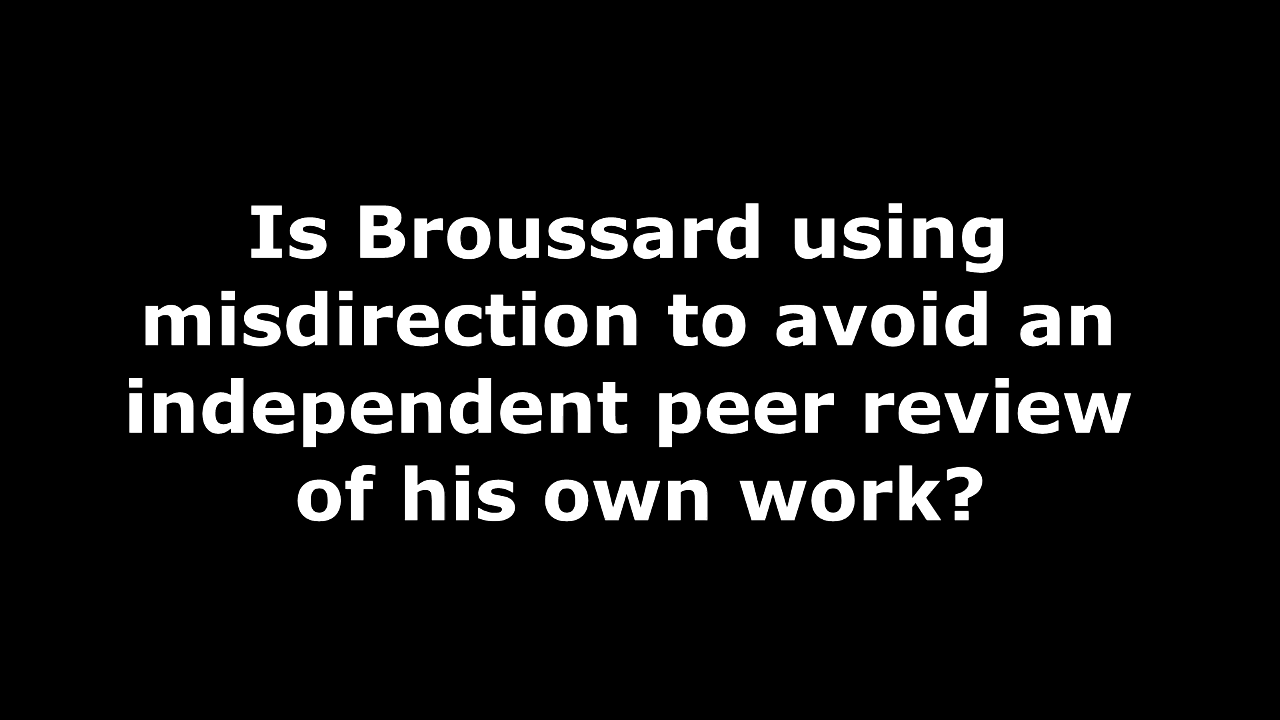 Is Broussard using
misdirection to avoid an
independent peer review
of his own work?